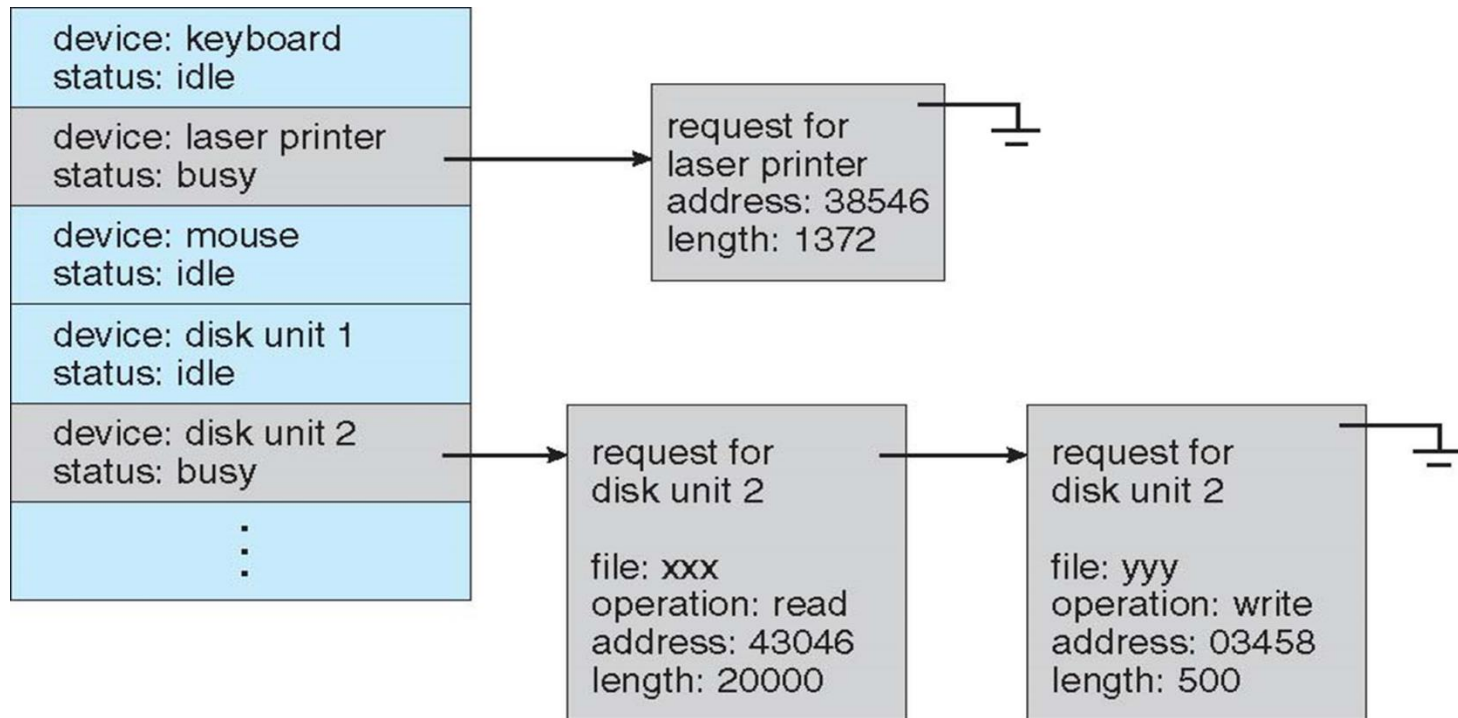 device: keyboard
status: idle
device: laser printer
status: busy
device: mouse
status: idle
device: disk unit 1
status: idle
device: disk unit 2
status: busy
request for
laser printer
address: 38546
length: 1372
request for
disk unit 2
file: xxx
operation: read
address: 43046
length: 20000
request for
disk unit 2
file: yyy
operation: write
address: 03458
length: 500